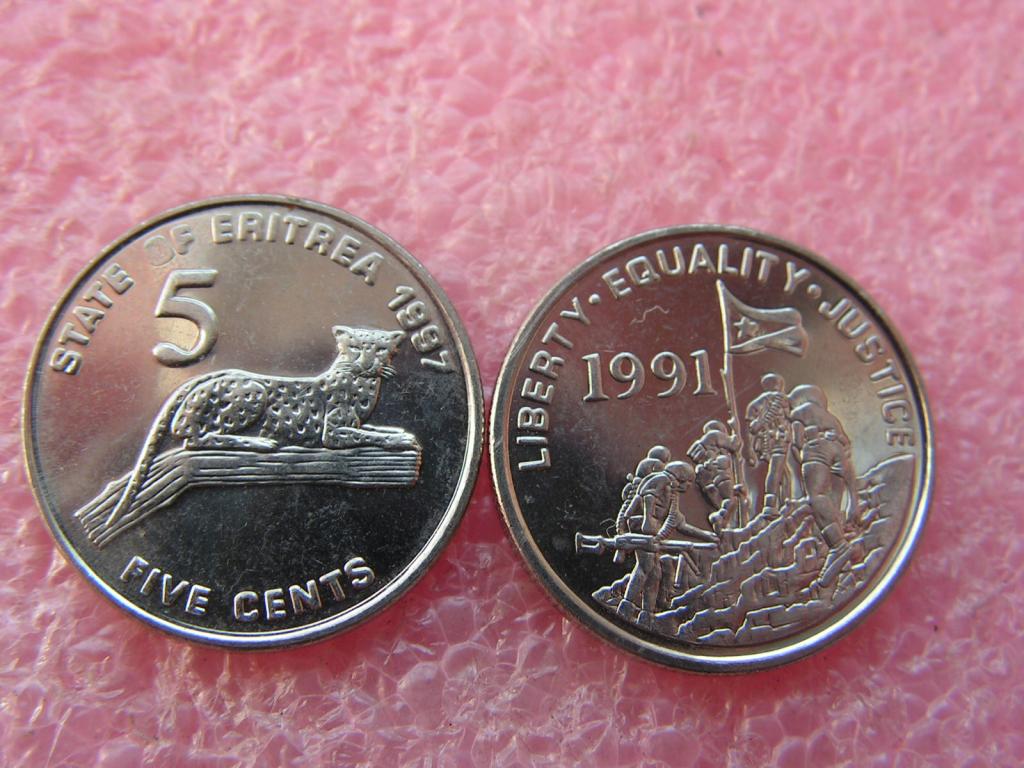 STATE OF ERITREA 1997
5
FIVE CENTS
LIBERTY · EQUALITY · JUSTICE
1991